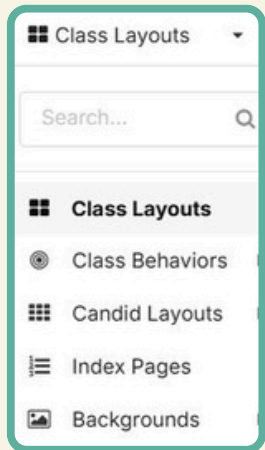 Class Layouts
Search...
Class Layouts
Class Behaviors
Candid Layouts
Index Pages
Backgrounds